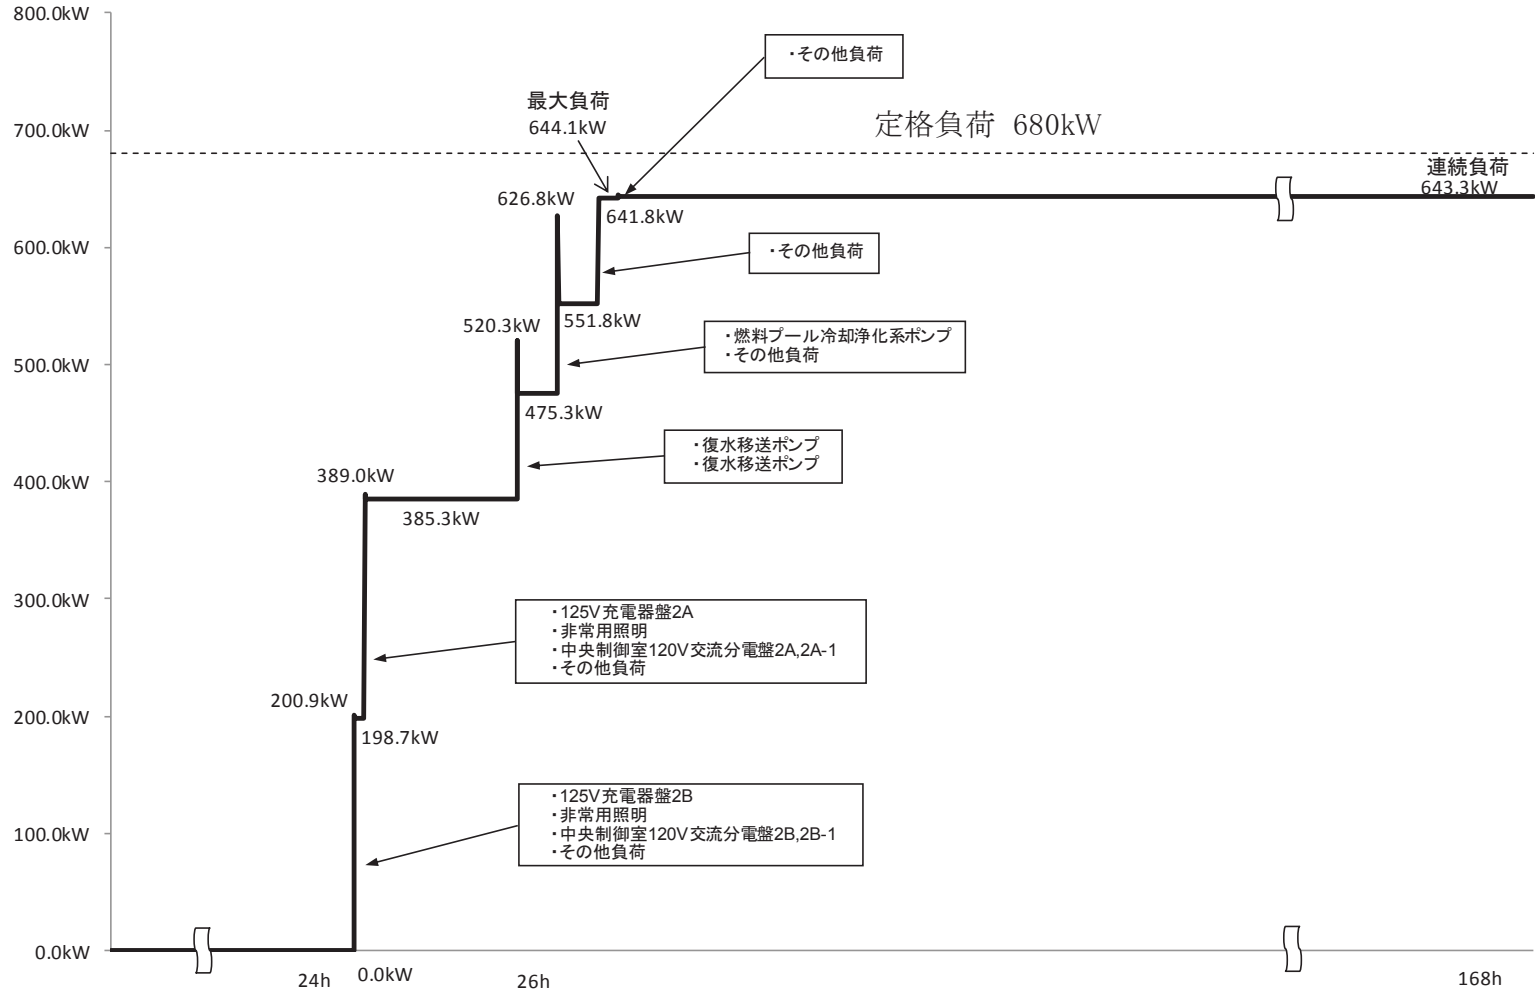 800.0kW
・その他負荷
最大負荷
644.1kW
定格負荷 680kW
700.0kW
連続負荷
643.3kW
626.8kW
641.8kW
600.0kW
・その他負荷
520.3kW
551.8kW
・燃料プール冷却浄化系ポンプ
・その他負荷
500.0kW
475.3kW
・復水移送ポンプ
・復水移送ポンプ
389.0kW
400.0kW
385.3kW
300.0kW
・125V充電器盤2A
・非常用照明
・中央制御室120V交流分電盤2A,2A-1
・その他負荷
200.9kW
200.0kW
198.7kW
・125V充電器盤2B
・非常用照明
・中央制御室120V交流分電盤2B,2B-1
・その他負荷
100.0kW
0.0kW
24h
0.0kW
26h
168h